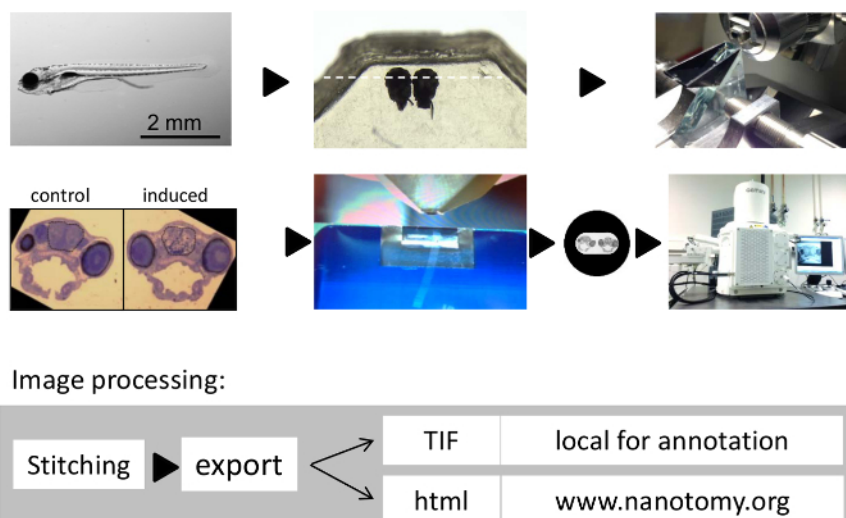 2 mm
control induced
Image processing:
Stitching export
TIF local for annotation
html www.nanotomy.org